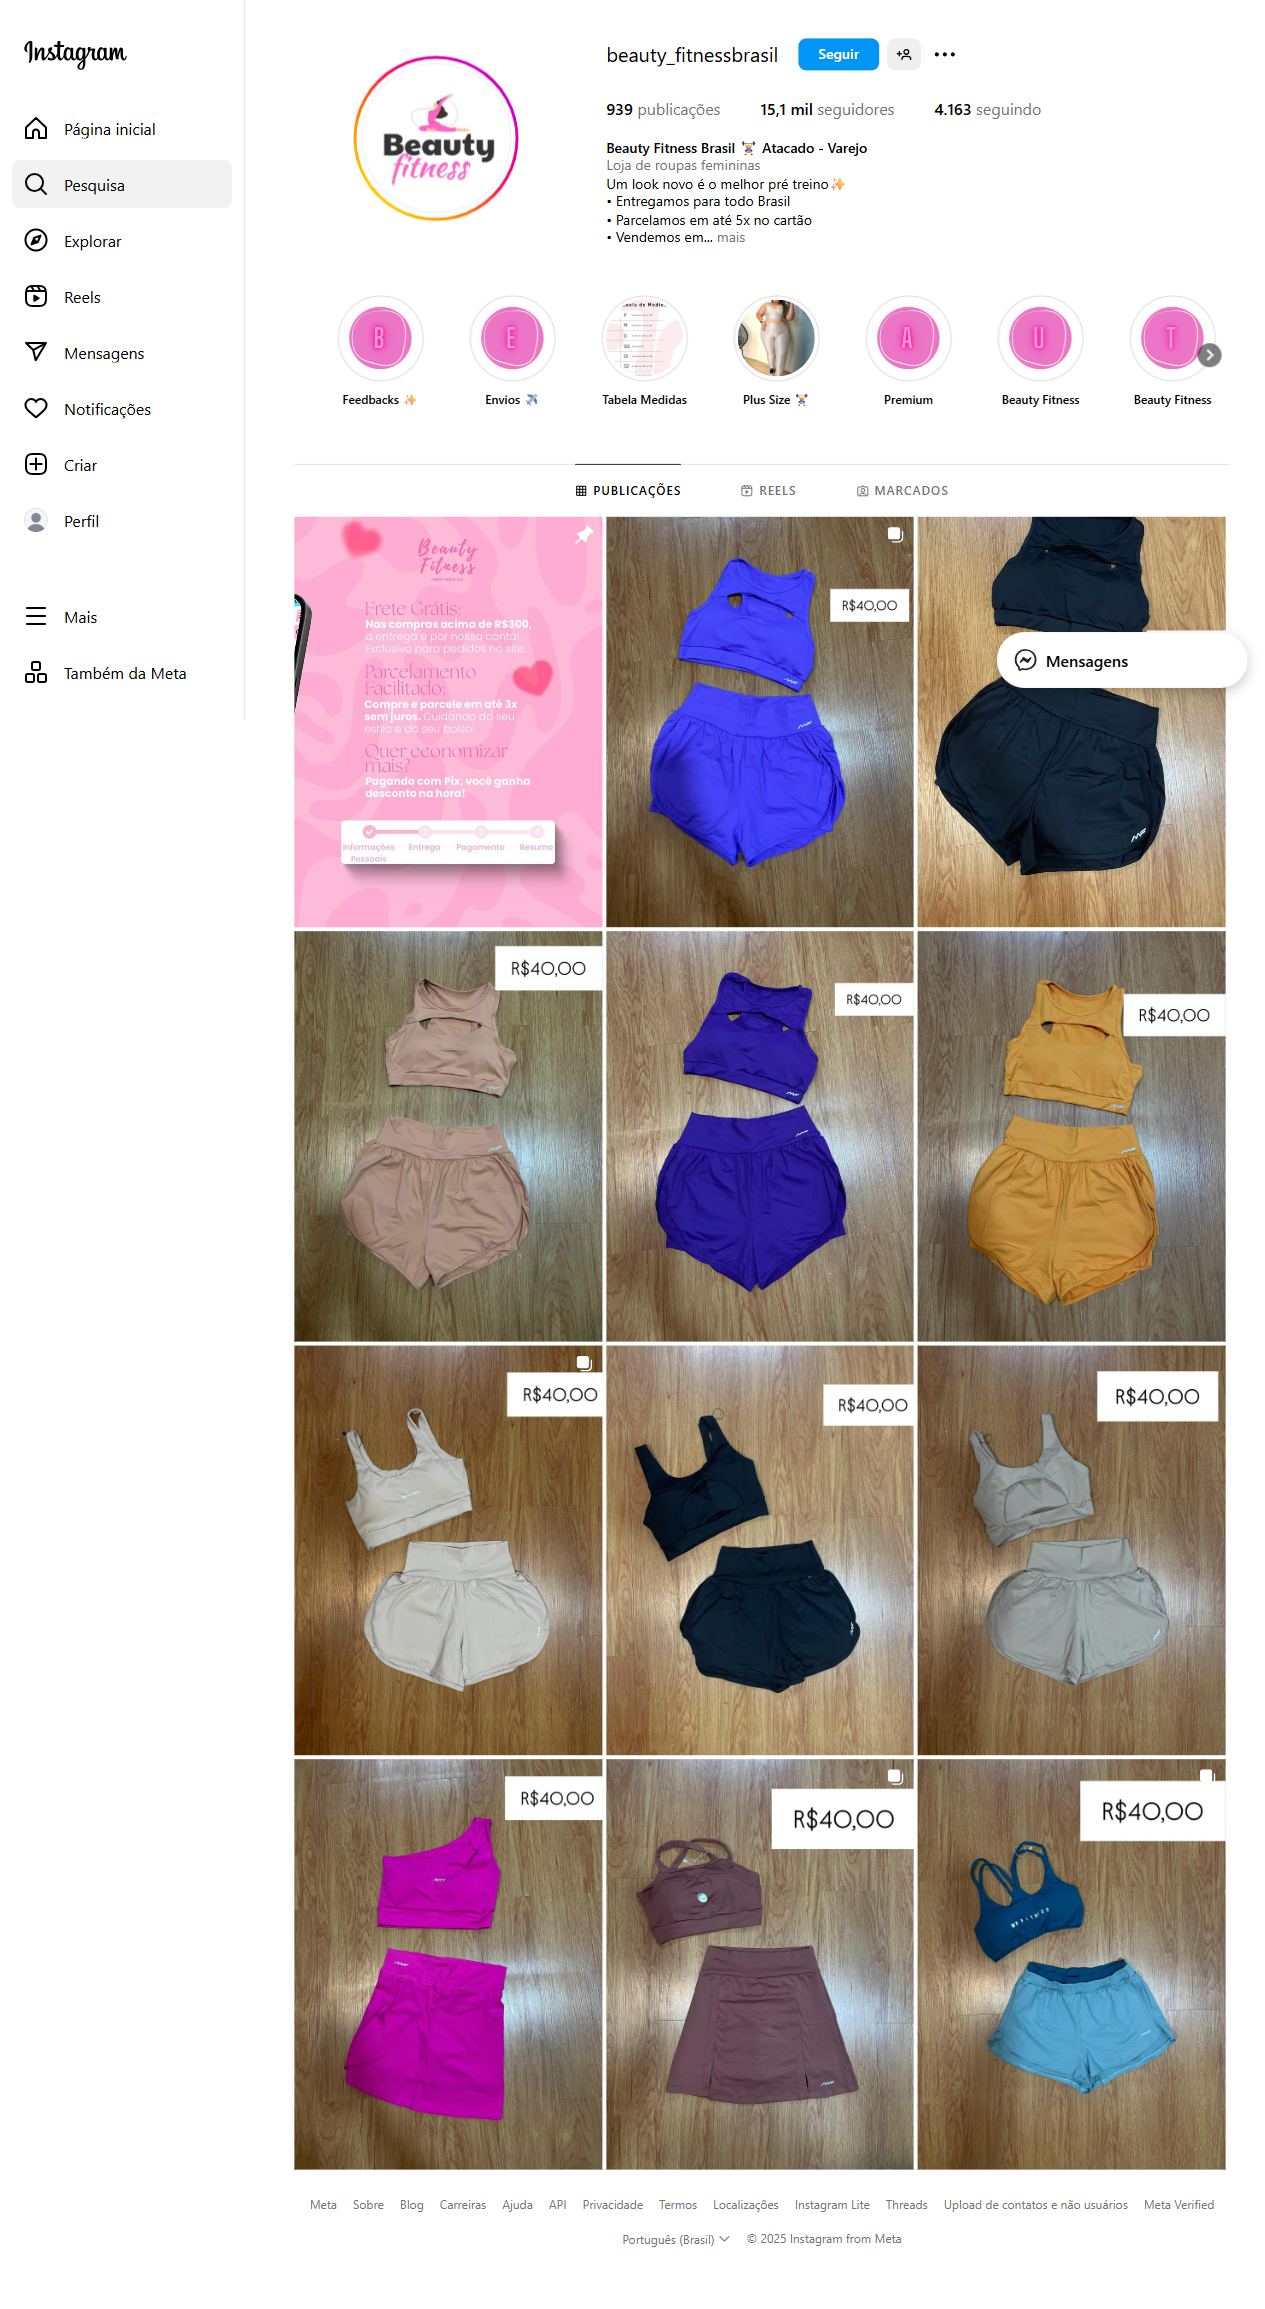 Instagram
Página inicial
Pesquisa
Explorar
Reels
Mensagens
Notificações
Criar
Perfil
Mais
Também da Meta
Beauty
fitness
beauty_fitnessbrasil
Seguir
939 publicações 15,1 mil seguidores 4.163 seguindo
Beauty Fitness Brasil 🏋🏼‍♀️ Atacado - Varejo
Loja de roupas femininas
Um look novo é o melhor pré treino✨
• Entregamos para todo Brasil
• Parcelamos em até 5x no cartão
• Vendemos em... mais
B E A U T
Feedbacks ✨ Envios ✈️ Tabela Medidas Plus Size 🏋🏼‍♀️ Premium Beauty Fitness Beauty Fitness
PUBLICAÇÕES REELS MARCADOS
Beauty
Fitness
Frete Grátis:
Nas compras acima de R$300,
a entrega é por nossa conta!
Exclusivo para pedidos no site.
Parcelamento
Facilitado:
Compre e parcele em até 3x
sem juros. Cuidando do seu
estilo e do seu bolso!
Quer economizar
mais?
Pagando com Pix, você ganha
desconto na hora!
Informações Entrega Pagamento Resumo
Pessoais
R$40,00
Mensagens
R$40,00
R$40,00
R$40,00
R$40,00
R$40,00
R$40,00
R$40,00
R$40,00
R$40,00
Meta Sobre Blog Carreiras Ajuda API Privacidade Termos Localizações Instagram Lite Threads Upload de contatos e não usuários Meta Verified
Português (Brasil) © 2025 Instagram from Meta